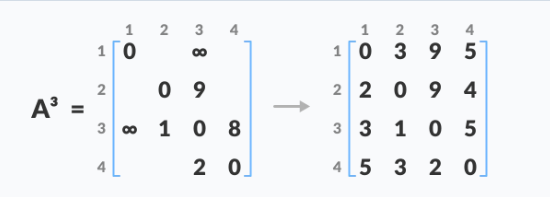 1 2 3 4 1 2 3 4
1 0 ∞ 1 0 3 9 5
2 0 9 2 2 0 9 4
A³ =
3 ∞ 1 0 8 3 3 1 0 5
4 2 0 4 5 3 2 0